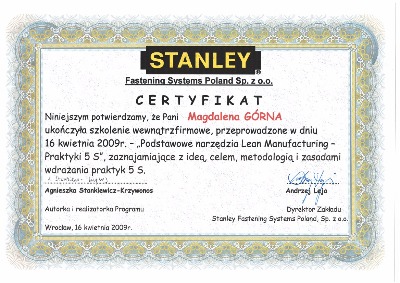 STANLEY®
Fastening Systems Poland Sp. z o.o.
CERTYFIKAT
Niniejszym potwierdzamy, że Pani Magdalena GÓRNA
ukończyła szkolenie wewnątrzfirmowe, przeprowadzone w dniu
16 kwietnia 2009r. – „Podstawowe narzędzia Lean Manufacturing –
Praktyki 5 S”, zaznajamiające z ideą, celem, metodologią i zasadami
wdrażania praktyk 5 S.
Agnieszka Stankiewicz-Krzywonos
Andrzej Leja
Autorka i realizatorka Programu
Dyrektor Zakładu
Stanley Fastening Systems Poland, Sp. z o.o.
Wrocław, 16 kwietnia 2009r.